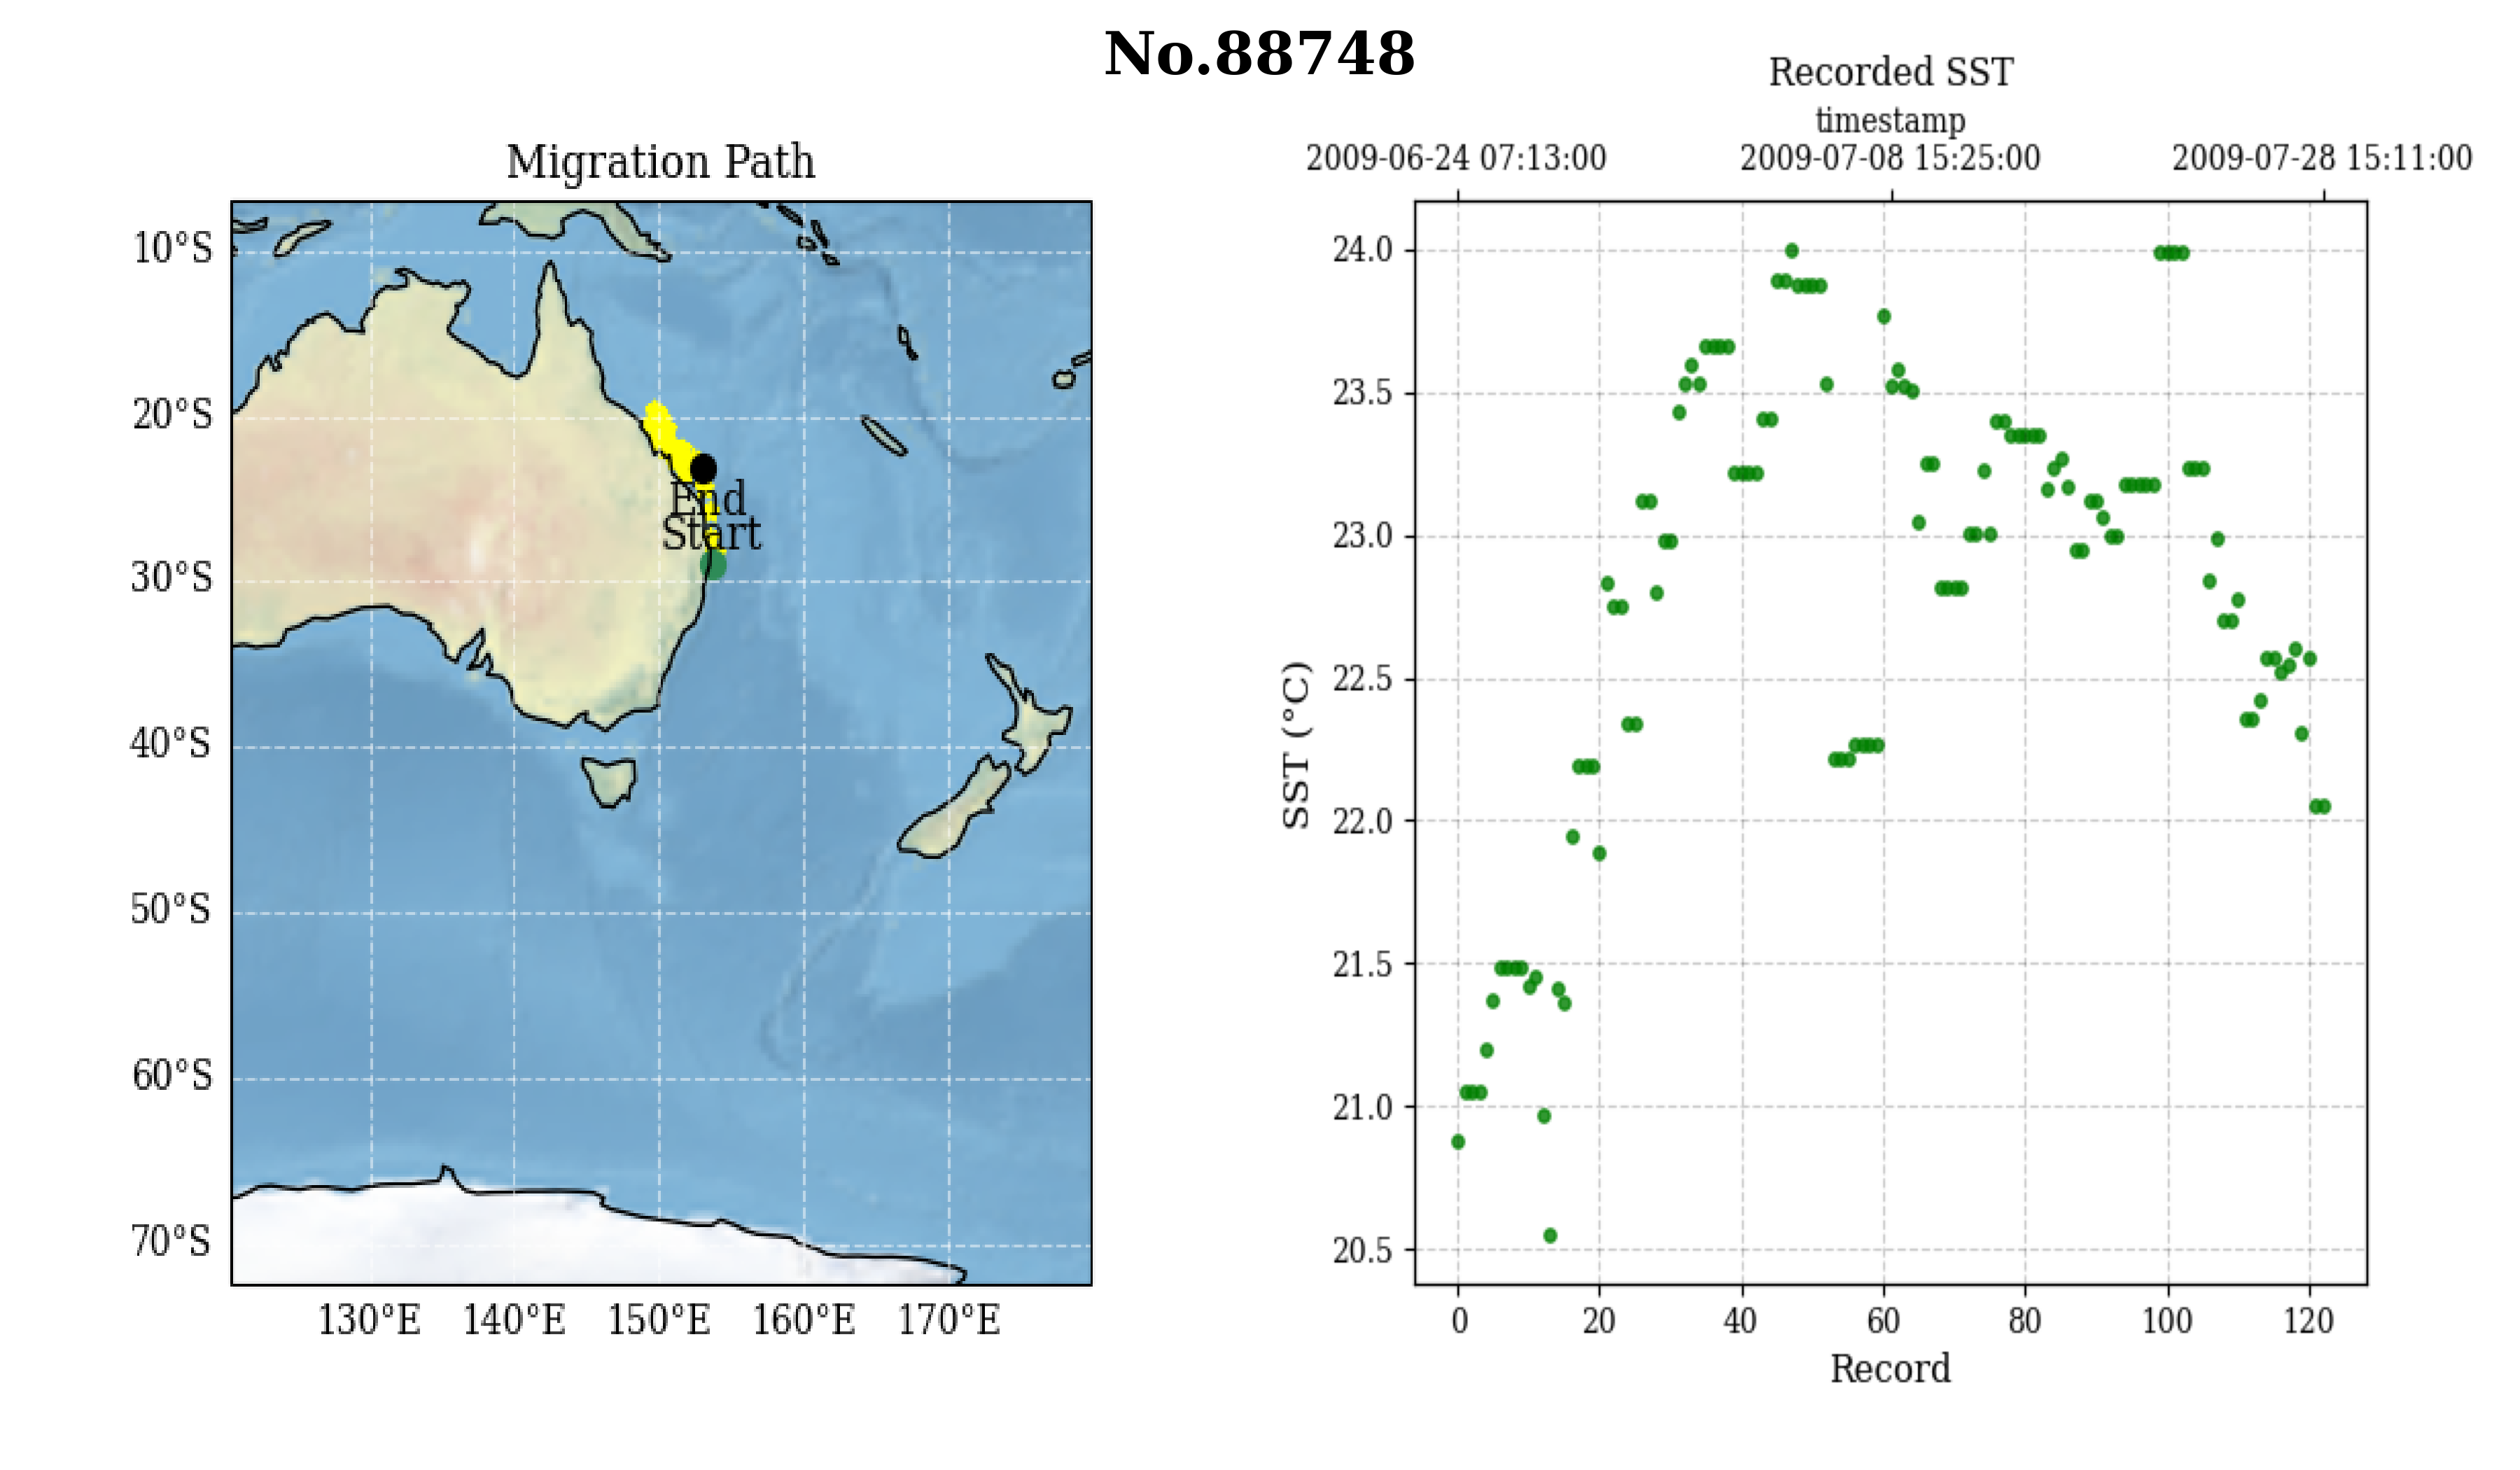 No.88748
Migration Path
10°S
20°S
30°S
40°S
50°S
60°S
70°S
End
Start
130°E 140°E 150°E 160°E 170°E
Recorded SST
timestamp
2009-06-24 07:13:00 2009-07-08 15:25:00 2009-07-28 15:11:00
SST (°C)
24.0
23.5
23.0
22.5
22.0
21.5
21.0
20.5
0 20 40 60 80 100 120
Record